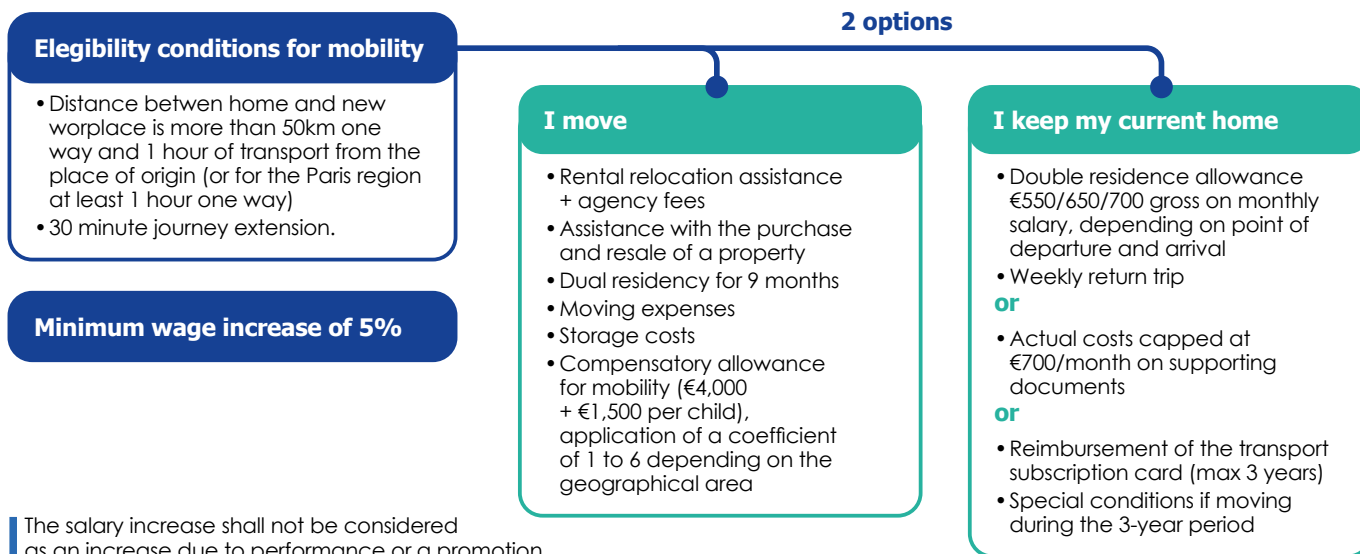 2 options
Elegibility conditions for mobility
• Distance betwen home and new
worplace is more than 50km one
way and 1 hour of transport from the
place of origin (or for the Paris region
at least 1 hour one way)
• 30 minute journey extension.
Minimum wage increase of 5%
I move
• Rental relocation assistance
+ agency fees
• Assistance with the purchase
and resale of a property
• Dual residency for 9 months
• Moving expenses
• Storage costs
• Compensatory allowance
for mobility (€4,000
+ €1,500 per child),
application of a coefficient
of 1 to 6 depending on the
geographical area
I keep my current home
• Double residence allowance
€550/650/700 gross on monthly
salary, depending on point of
departure and arrival
• Weekly return trip
or
• Actual costs capped at
€700/month on supporting
documents
or
• Reimbursement of the transport
subscription card (max 3 years)
• Special conditions if moving
during the 3-year period
The salary increase shall not be considered
as an increase due to performance or a promotion